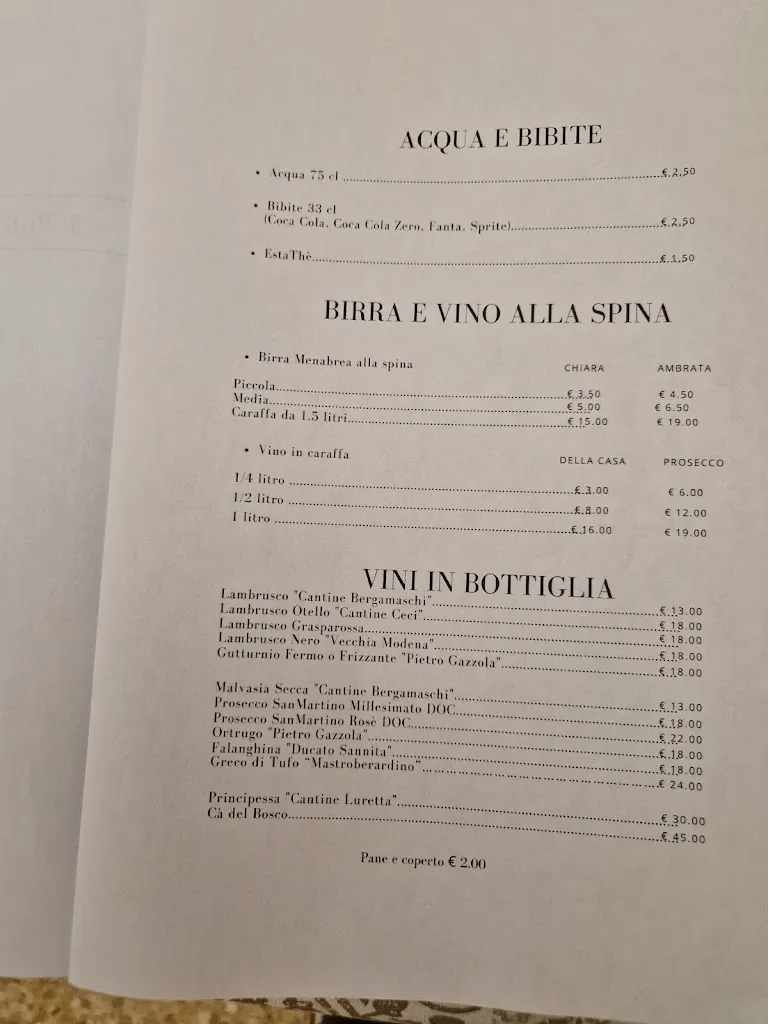 ACQUA E BIBITE
• Acqua 75 cl ........ € 2,50
• Bibite 33 cl
(Coca Cola, Coca Cola Zero, Fanta, Sprite)........ € 2,50
• EstaThè........ € 1,50
BIRRA E VINO ALLA SPINA
• Birra Menabrea alla spina CHIARA AMBRATA
Piccola........ € 3.50 € 4.50
Media........ € 5.00 € 6.50
Caraffa da 1.5 litri........ € 15.00 € 19.00
• Vino in caraffa DELLA CASA PROSECCO
1/4 litro ........ € 3.00 € 6.00
1/2 litro ........ € 8.00 € 12.00
1 litro ........ € 16.00 € 19.00
VINI IN BOTTIGLIA
Lambrusco "Cantine Bergamaschi"........ € 13.00
Lambrusco Otello "Cantine Ceci"........ € 18.00
Lambrusco Grasparossa........ € 18.00
Lambrusco Nero "Vecchia Modena"........ € 18.00
Gutturnio Fermo o Frizzante "Pietro Gazzola"........ € 18.00
Malvasia Secca "Cantine Bergamaschi"........ € 13.00
Prosecco SanMartino Millesimato DOC........ € 18.00
Prosecco SanMartino Rosè DOC........ € 22.00
Ortrugo "Pietro Gazzola"........ € 18.00
Falanghina "Ducato Sannita"........ € 18.00
Greco di Tufo "Mastroberardino"........ € 24.00
Principessa "Cantine Luretta"........ € 30.00
Cà del Bosco........ € 45.00
Pane e coperto € 2.00